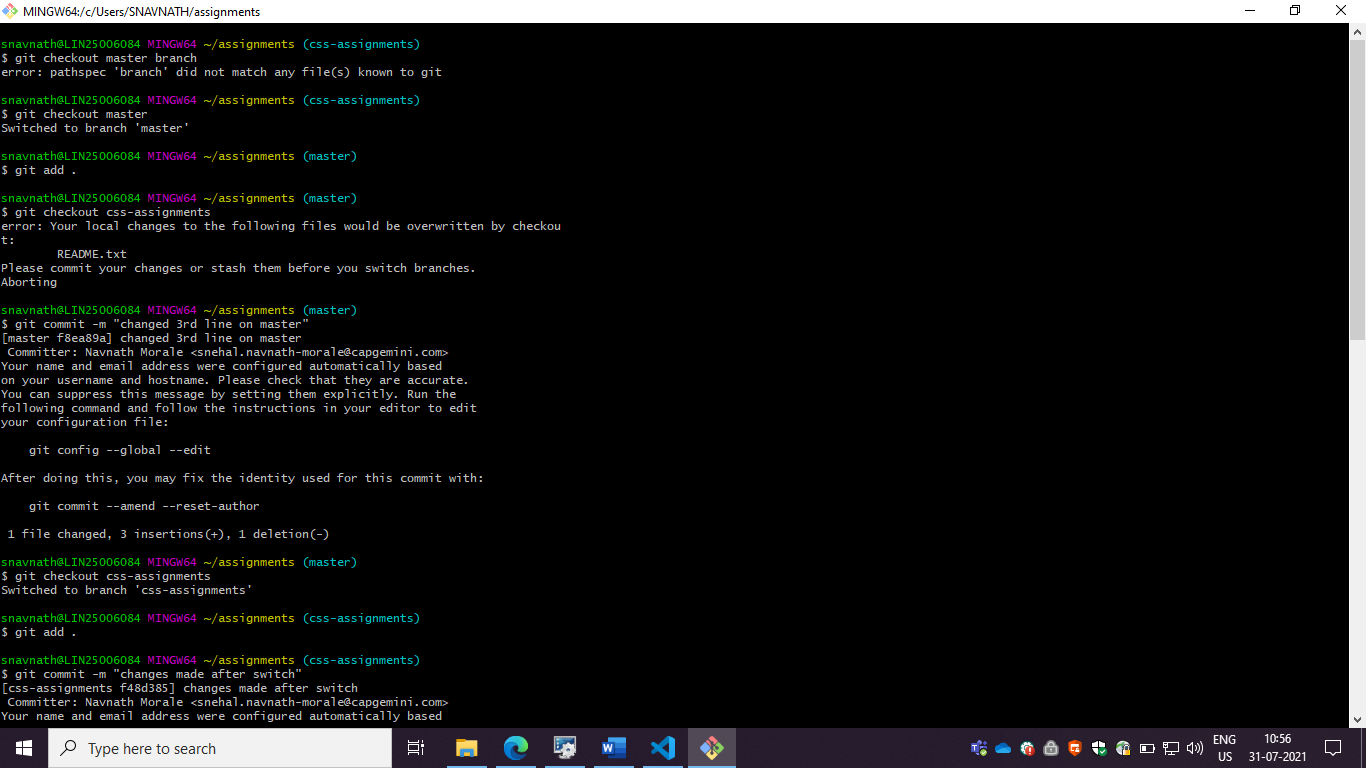 MINGW64:/c/Users/SNAVNATH/assignments
snavnath@LIN25006084 MINGW64 ~/assignments (css-assignments)
$ git checkout master branch
error: pathspec 'branch' did not match any file(s) known to git
snavnath@LIN25006084 MINGW64 ~/assignments (css-assignments)
$ git checkout master
Switched to branch 'master'
snavnath@LIN25006084 MINGW64 ~/assignments (master)
$ git add .
snavnath@LIN25006084 MINGW64 ~/assignments (master)
$ git checkout css-assignments
error: Your local changes to the following files would be overwritten by checkou
t:
README.txt
Please commit your changes or stash them before you switch branches.
Aborting
snavnath@LIN25006084 MINGW64 ~/assignments (master)
$ git commit -m "changed 3rd line on master"
[master f8ea89a] changed 3rd line on master
Committer: Navnath Morale <snehal.navnath-morale@capgemini.com>
Your name and email address were configured automatically based
on your username and hostname. Please check that they are accurate.
You can suppress this message by setting them explicitly. Run the
following command and follow the instructions in your editor to edit
your configuration file:
git config --global --edit
After doing this, you may fix the identity used for this commit with:
git commit --amend --reset-author
1 file changed, 3 insertions(+), 1 deletion(-)
snavnath@LIN25006084 MINGW64 ~/assignments (master)
$ git checkout css-assignments
Switched to branch 'css-assignments'
snavnath@LIN25006084 MINGW64 ~/assignments (css-assignments)
$ git add .
snavnath@LIN25006084 MINGW64 ~/assignments (css-assignments)
$ git commit -m "changes made after switch"
[css-assignments f48d385] changes made after switch
Committer: Navnath Morale <snehal.navnath-morale@capgemini.com>
Your name and email address were configured automatically based
Type here to search
ENG
US
10:56
31-07-2021